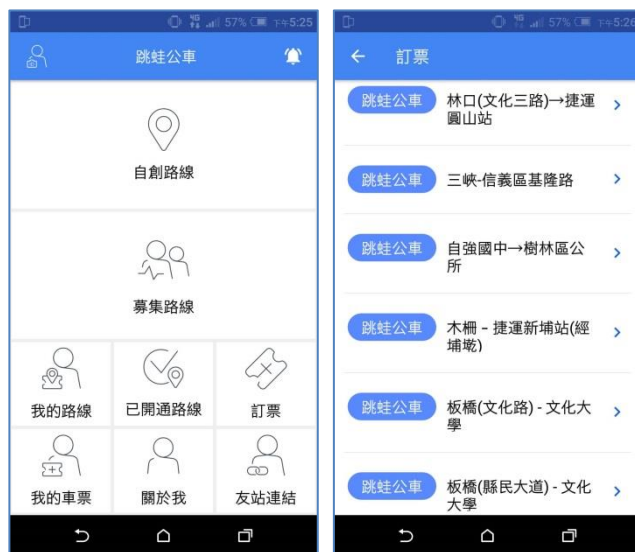 4G 57% 下午5:25
跳蛙公車
自創路線
募集路線
我的路線 已開通路線 訂票
我的車票 關於我 友站連結
4G 57% 下午5:26
訂票
跳蛙公車 林口(文化三路)→捷運
圓山站
跳蛙公車 三峽-信義區基隆路
跳蛙公車 自強國中→樹林區公
所
跳蛙公車 木柵 - 捷運新埔站(經
埔墘)
跳蛙公車 板橋(文化路) - 文化大
學
跳蛙公車 板橋(縣民大道) - 文化
大學